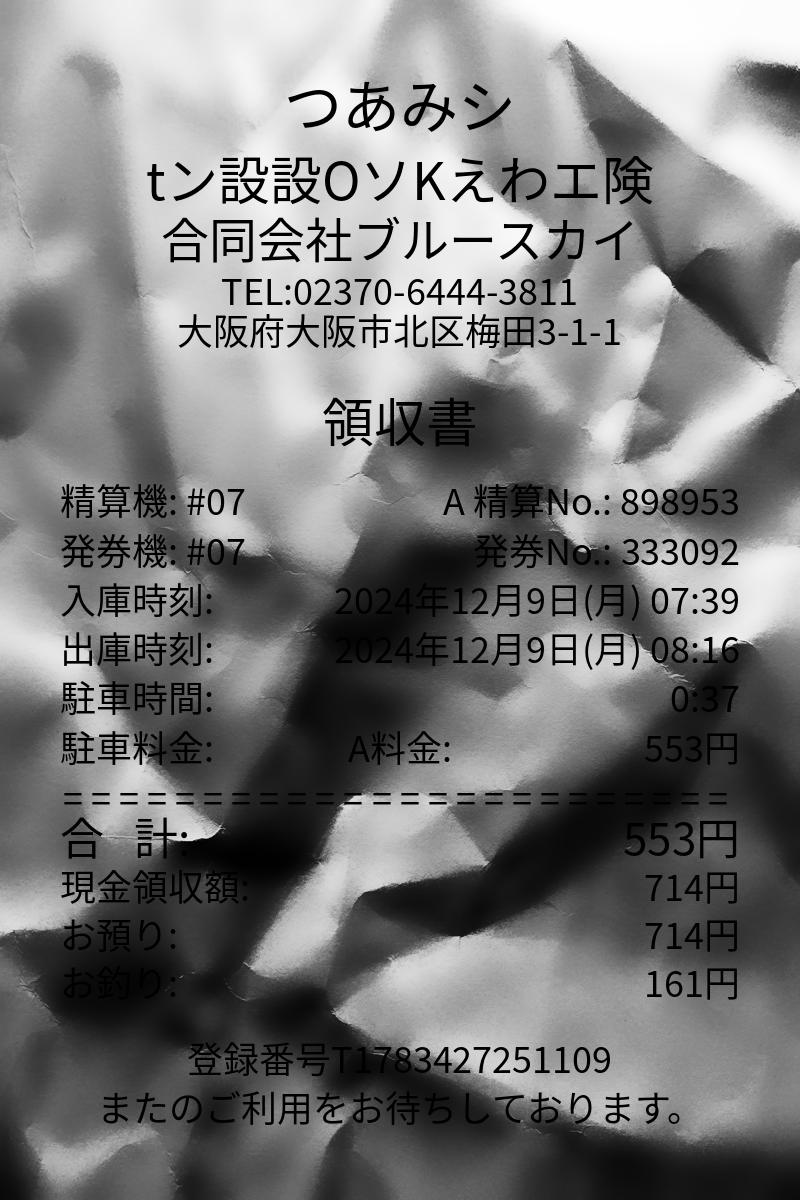 つあみシ
tン設設OソKえわエ険
合同会社ブルースカイ
TEL:02370-6444-3811
大阪府大阪市北区梅田3-1-1
領収書
精算機: #07 A 精算No.: 898953
発券機: #07 発券No.: 333092
入庫時刻: 2024年12月9日(月) 07:39
出庫時刻: 2024年12月9日(月) 08:16
駐車時間: 0:37
駐車料金: A料金: 553円
========================
合 計: 553円
現金領収額: 714円
お預り: 714円
お釣り: 161円
登録番号T1783427251109
またのご利用をお待ちしております。